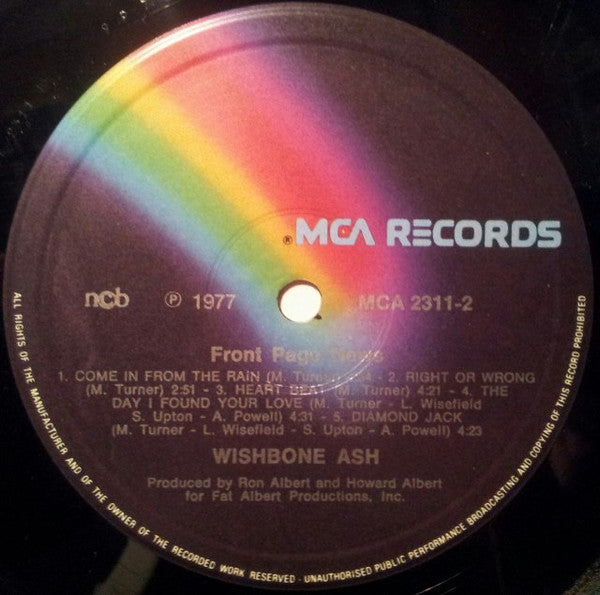 ® MCA RECORDS
ncb ℗ 1977 MCA 2311-2
Front Page News
1. COME IN FROM THE RAIN (M. Turner) - 2. RIGHT OR WRONG
(M. Turner) 2:51 - 3. HEART BEAT (M. Turner) 4:21 - 4. THE
DAY I FOUND YOUR LOVE (M. Turner - L. Wisefield
S. Upton - A. Powell) 4:31 - 5. DIAMOND JACK
(M. Turner - L. Wisefield - S. Upton - A. Powell) 4:23
WISHBONE ASH
Produced by Ron Albert and Howard Albert
for Fat Albert Productions, Inc.
ALL RIGHTS OF THE MANUFACTURER AND OF THE OWNER OF THE RECORDED WORK RESERVED - UNAUTHORISED PUBLIC PERFORMANCE BROADCASTING AND COPYING OF THIS RECORD PROHIBITED